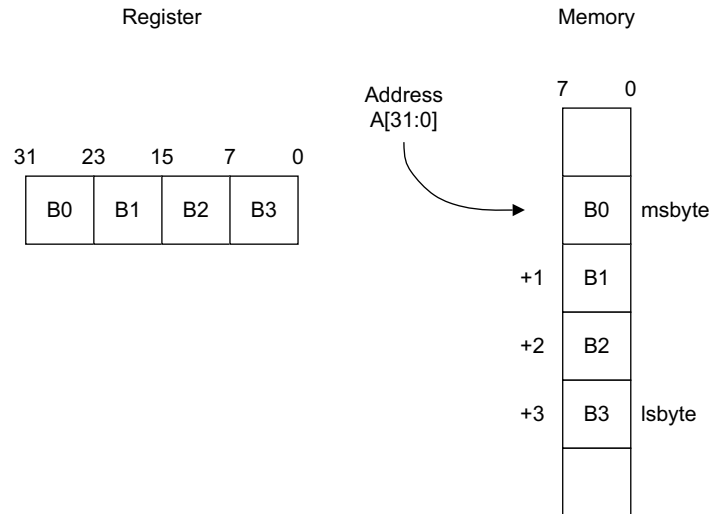 Register
Memory
Address
A[31:0]
7 0
31 23 15 7 0
B0 B1 B2 B3
B0 msbyte
+1 B1
+2 B2
+3 B3 lsbyte